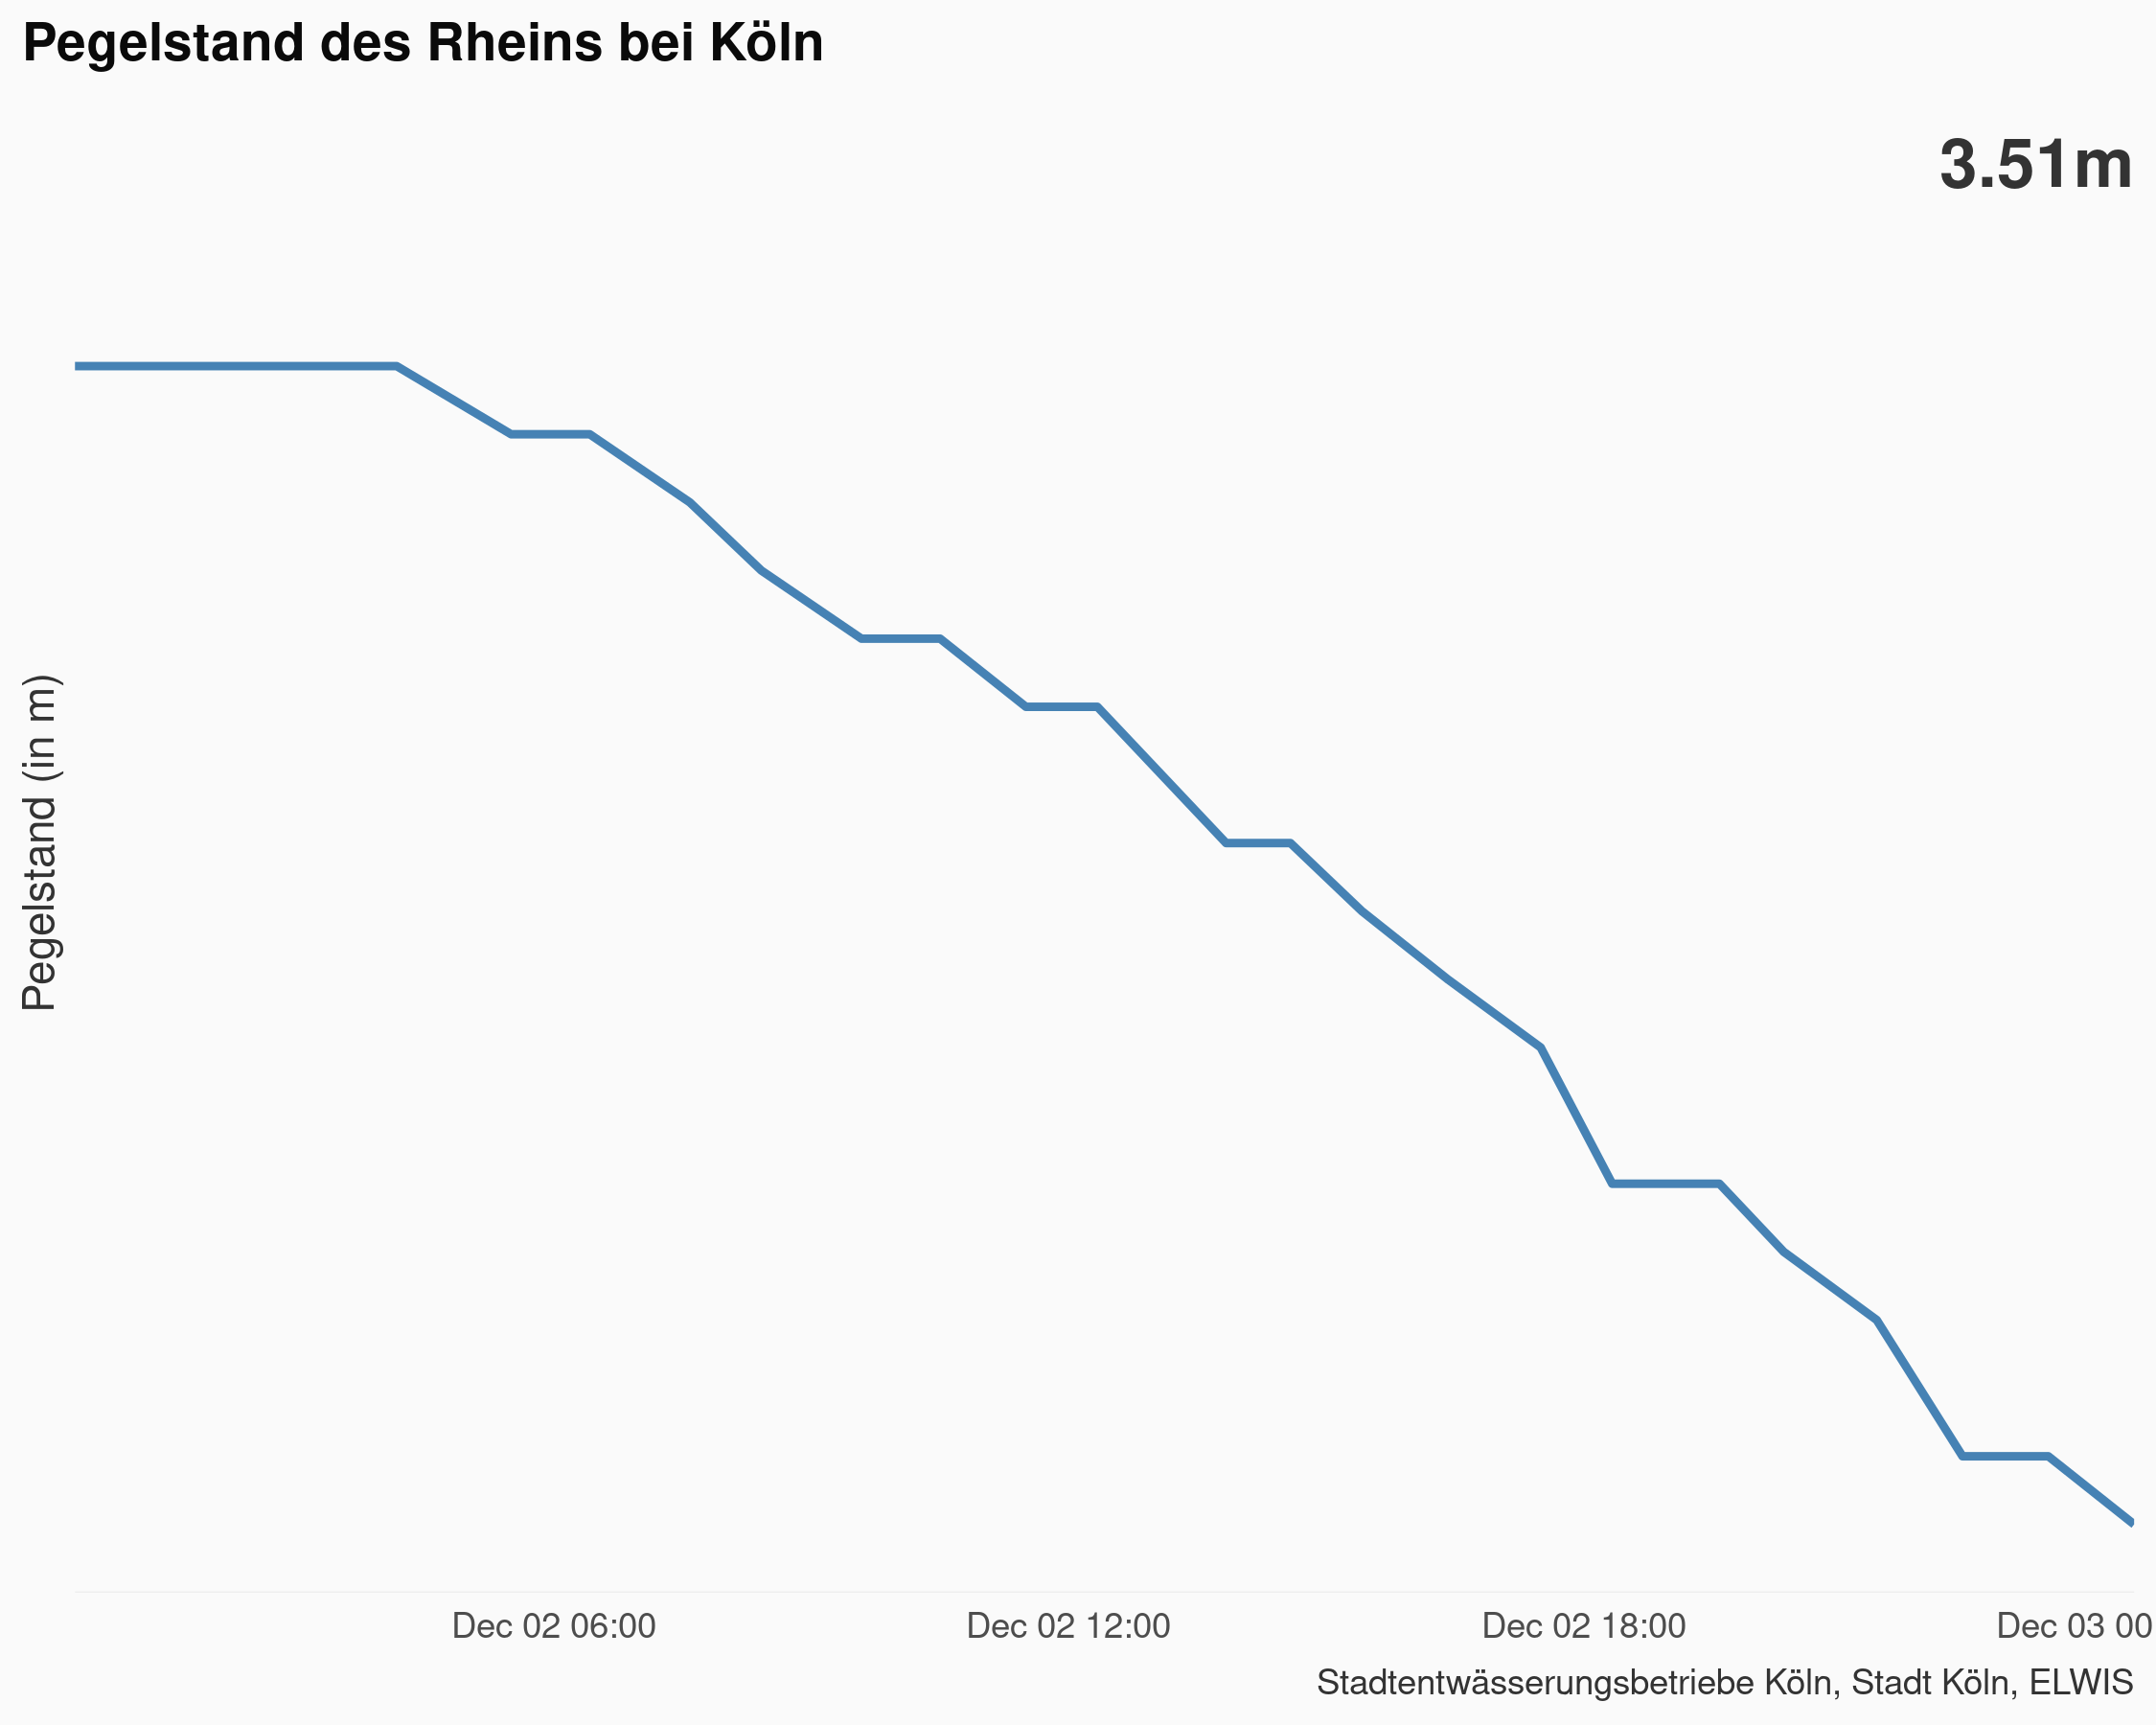 Pegelstand des Rheins bei Köln
3.51m
Pegelstand (in m)
Dec 02 06:00
Dec 02 12:00
Dec 02 18:00
Dec 03 00
Stadtentwässerungsbetriebe Köln, Stadt Köln, ELWIS